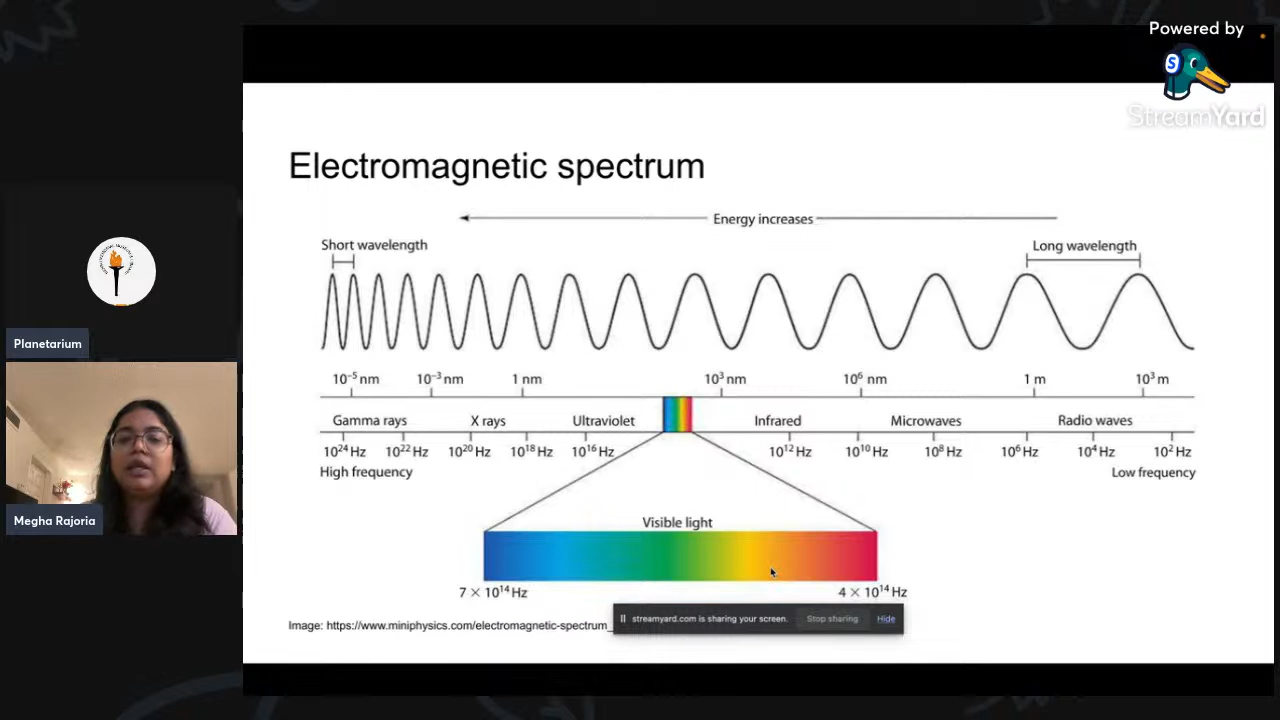 Powered by
S
StreamYard
Electromagnetic spectrum
Energy increases
Short wavelength
Long wavelength
10⁻⁵ nm 10⁻³ nm 1 nm 10³ nm 10⁶ nm 1 m 10³ m
Gamma rays X rays Ultraviolet Infrared Microwaves Radio waves
10²⁴ Hz 10²² Hz 10²⁰ Hz 10¹⁸ Hz 10¹⁶ Hz 10¹² Hz 10¹⁰ Hz 10⁸ Hz 10⁶ Hz 10⁴ Hz 10² Hz
High frequency Low frequency
Visible light
7 × 10¹⁴ Hz 4 × 10¹⁴ Hz
Image: https://www.miniphysics.com/electromagnetic-spectrum_
streamyard.com is sharing your screen. Stop sharing Hide
Planetarium
Megha Rajoria